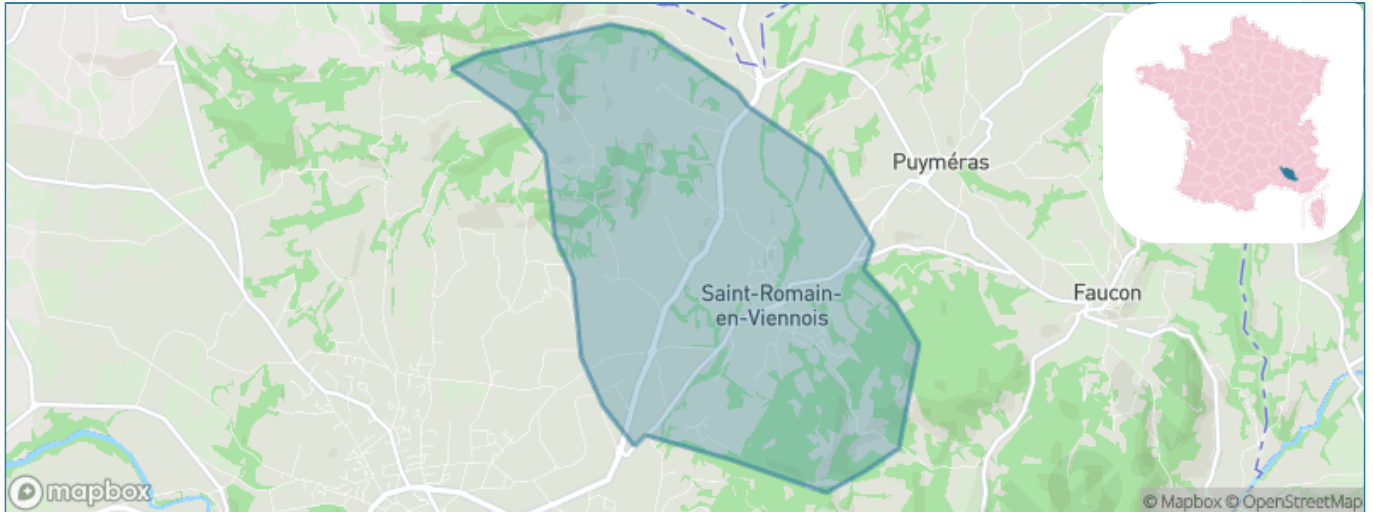 Puyméras
Saint-Romain-
en-Viennois
Faucon
mapbox
© Mapbox © OpenStreetMap